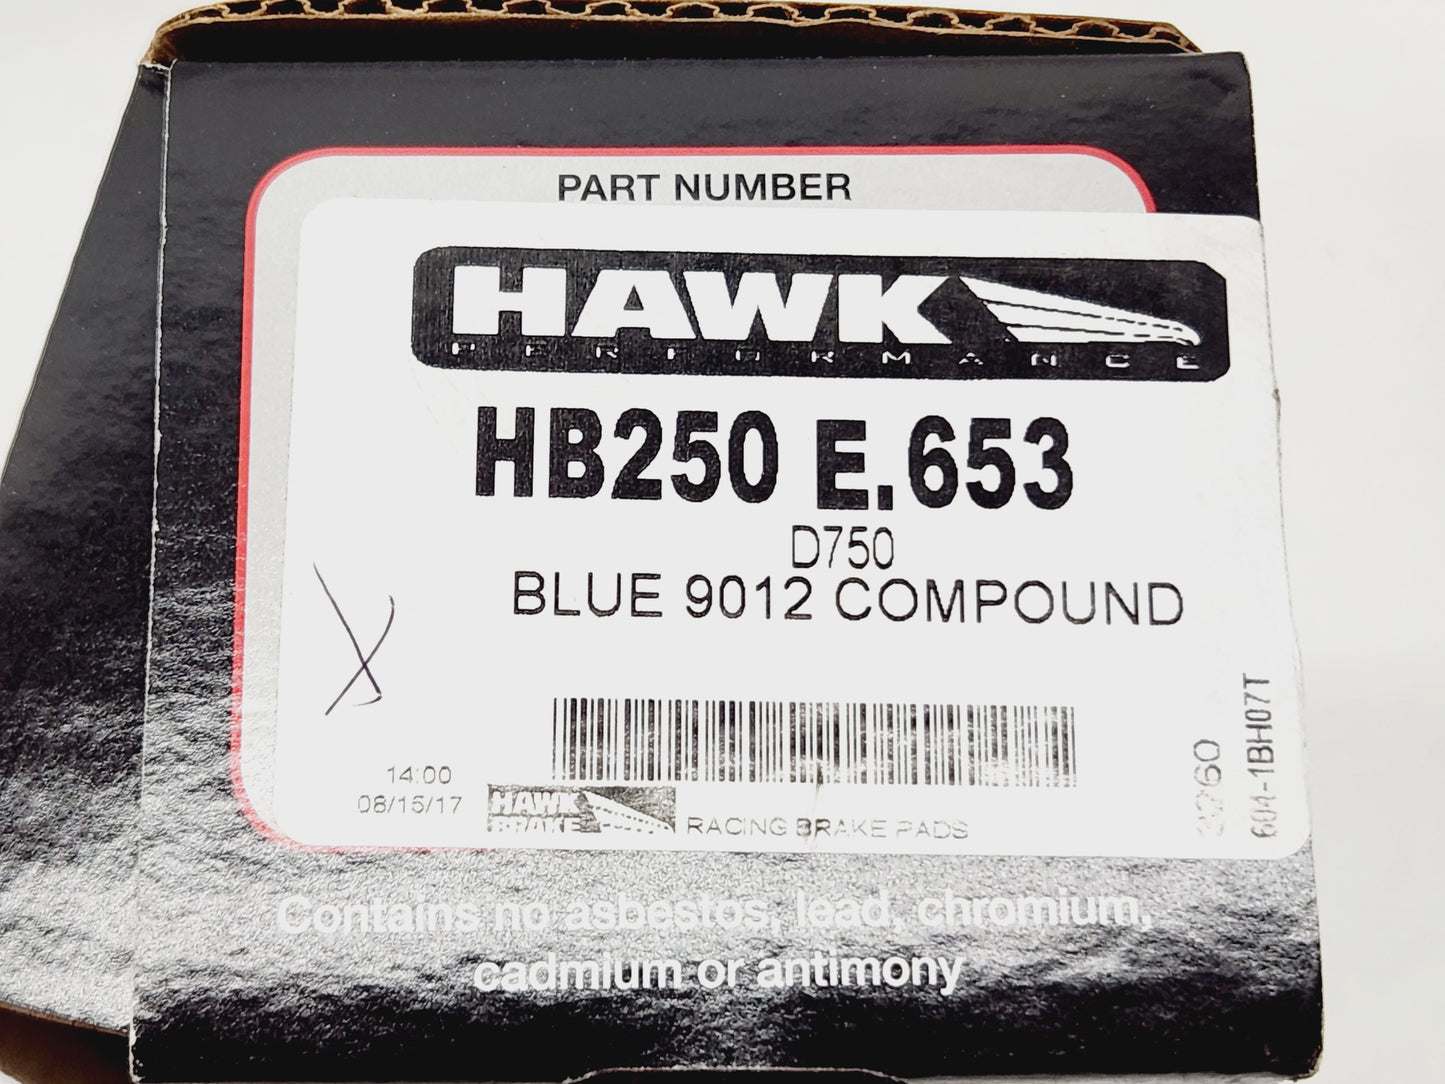 PART NUMBER
HAWK
PERFORMANCE
HB250 E.653
D750
BLUE 9012 COMPOUND
14:00
08/15/17
HAWK
BRAKE
RACING BRAKE PADS
604-1BH07T
Contains no asbestos, lead, chromium,
cadmium or antimony